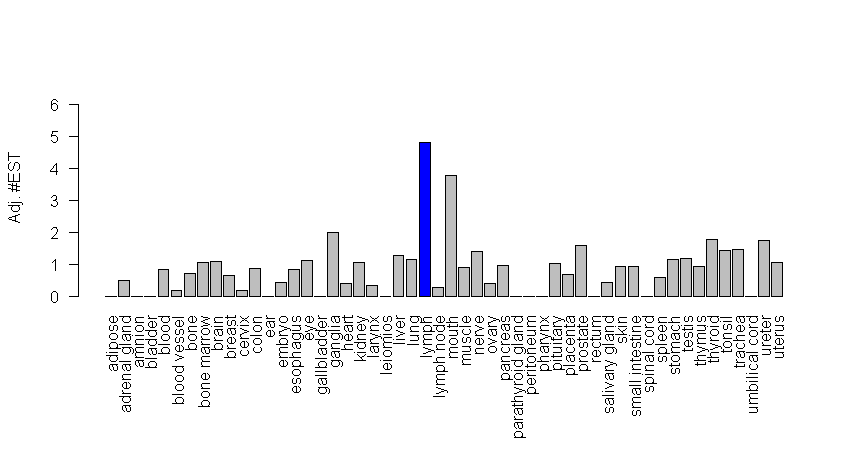 Adj. #EST
6
5
4
3
2
1
0
adipose
adrenal gland
amnion
bladder
blood
blood vessel
bone
bone marrow
brain
breast
cervix
colon
ear
embryo
esophagus
eye
gallbladder
ganglia
heart
kidney
larynx
leiomios
liver
lung
lymph
lymph node
mouth
muscle
nerve
ovary
pancreas
parathyroid gland
peritoneum
pharynx
pituitary
placenta
prostate
rectum
salivary gland
skin
small intestine
spinal cord
spleen
stomach
testis
thymus
thyroid
tonsil
trachea
umbilical cord
ureter
uterus